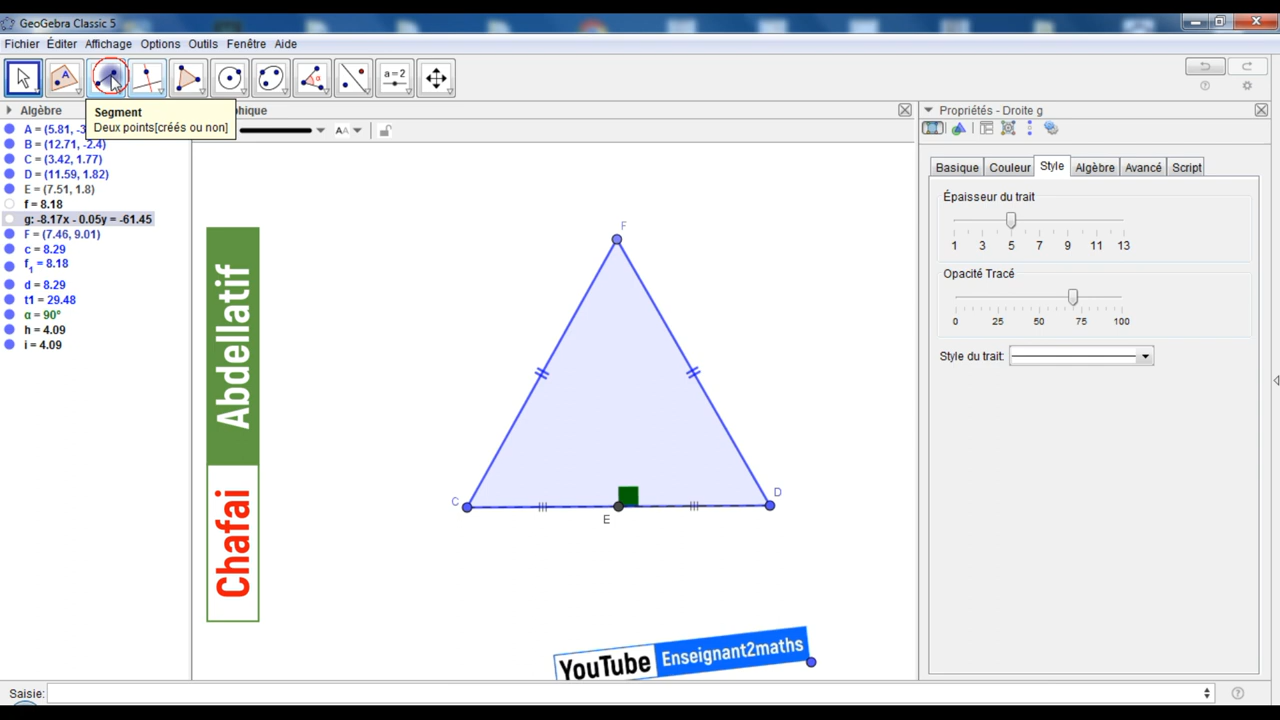 GeoGebra Classic 5
Fichier Éditer Affichage Options Outils Fenêtre Aide
A
α
a=2
Algèbre
phique
Propriétés - Droite g
Segment
Deux points[créés ou non]
AA
A = (5.81, -3
B = (12.71, -2.4)
C = (3.42, 1.77)
D = (11.59, 1.82)
E = (7.51, 1.8)
f = 8.18
g: -8.17x - 0.05y = -61.45
F = (7.46, 9.01)
c = 8.29
f1 = 8.18
d = 8.29
t1 = 29.48
α = 90°
h = 4.09
i = 4.09
Abdellatif
Chafai
F
C
D
E
YouTube Enseignant2maths
Basique Couleur Style Algèbre Avancé Script
Épaisseur du trait
1 3 5 7 9 11 13
Opacité Tracé
0 25 50 75 100
Style du trait:
Saisie: